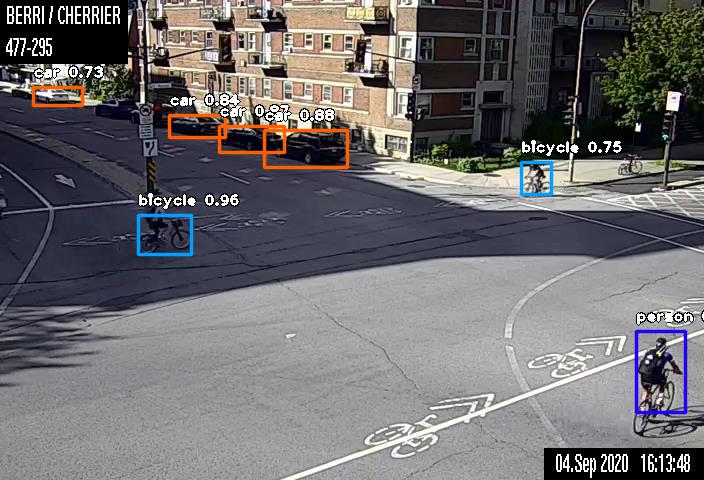 BERRI / CHERRIER
477-295
car 0.73
car 0.84
car 0.87
car 0.88
bicycle 0.75
bicycle 0.96
person
04.Sep 2020 16:13:48